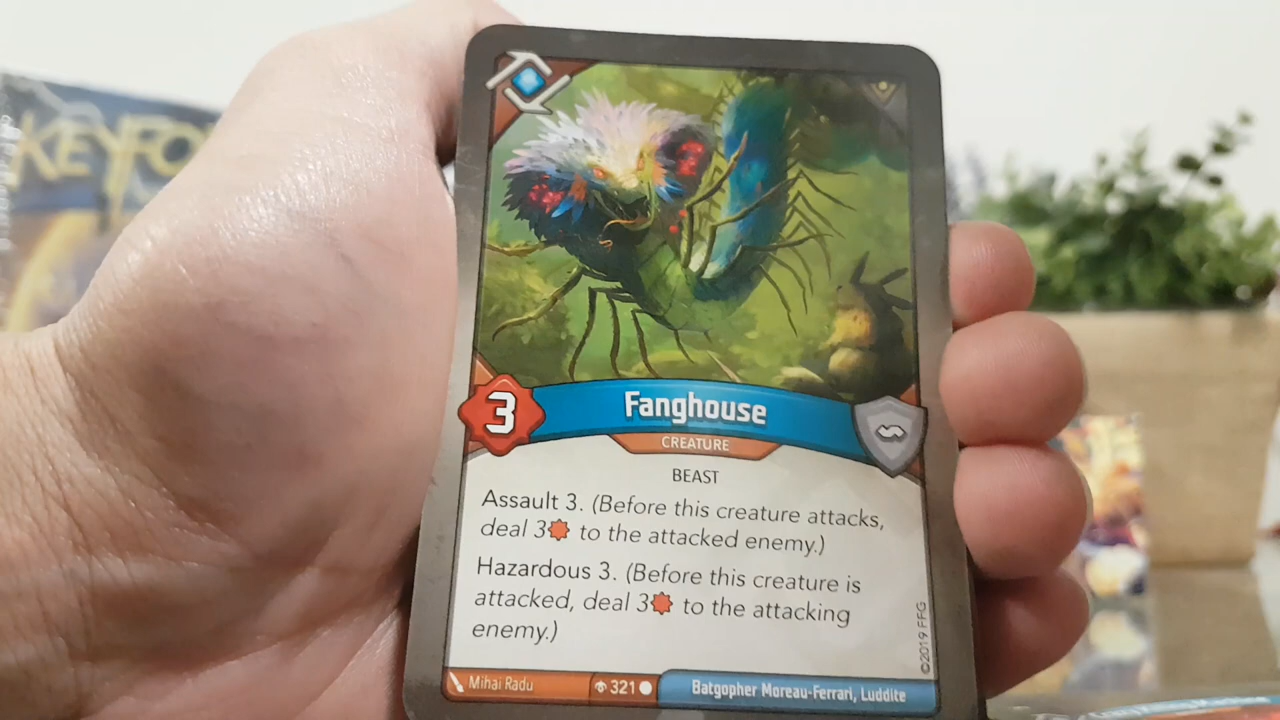 KEYFO
3
Fanghouse
CREATURE
BEAST
Assault 3. (Before this creature attacks,
deal 3 to the attacked enemy.)
Hazardous 3. (Before this creature is
attacked, deal 3 to the attacking
enemy.)
©2019 FFG
Mihai Radu
321
Batgopher Moreau-Ferrari, Luddite